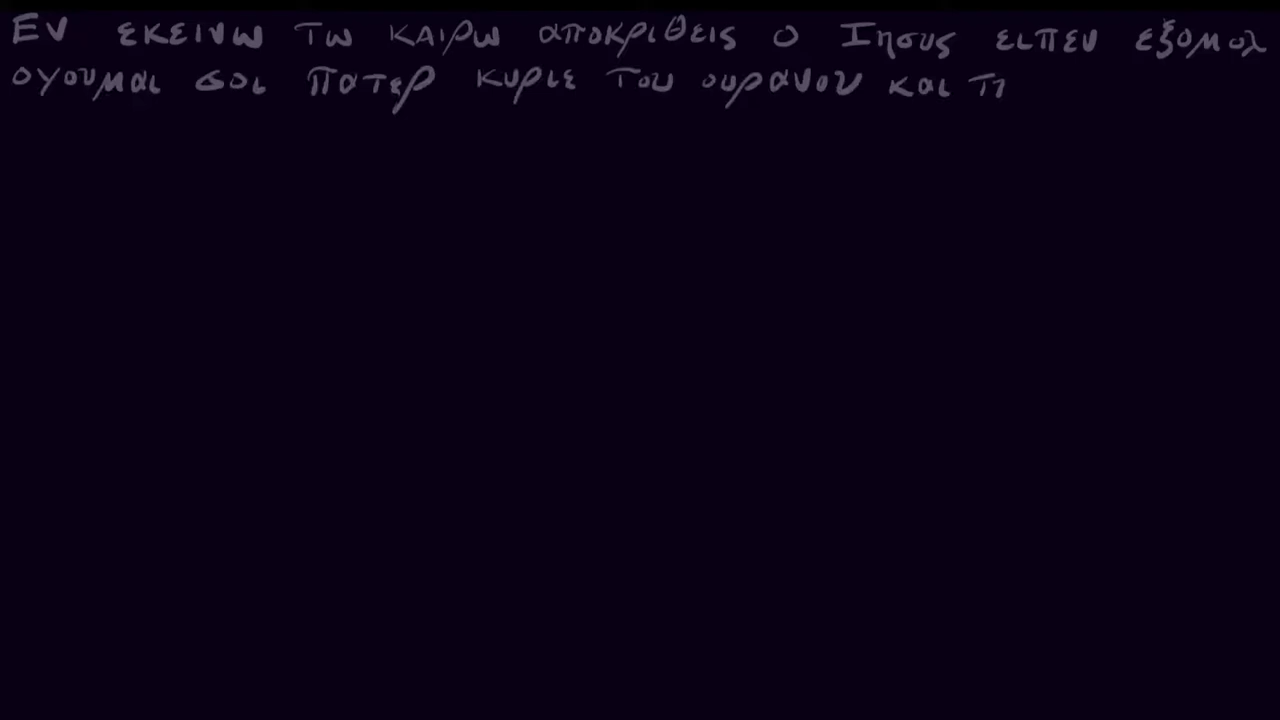 Εν εκεινω τω καιρω αποκριθεις ο Ιησους ειπεν εξομολ
ογουμαι σοι πατερ κυριε του ουρανου και τ